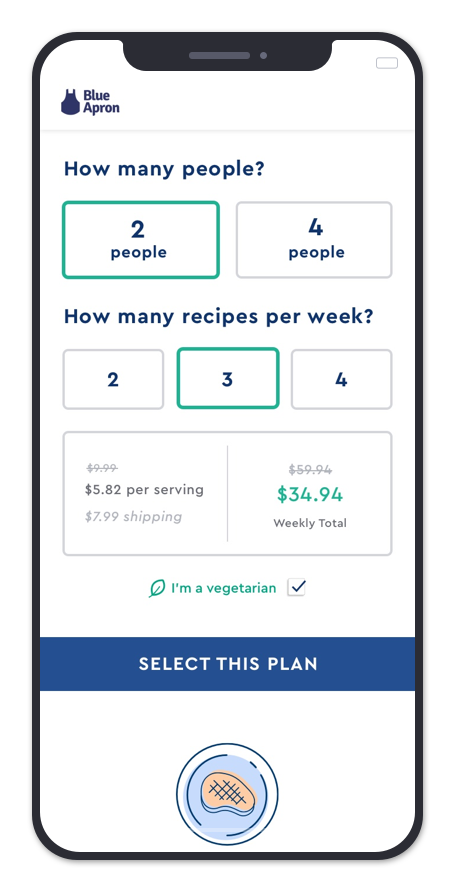 Blue
Apron
How many people?
2
people
4
people
How many recipes per week?
2
3
4
$9.99
$5.82 per serving
$7.99 shipping
$59.94
$34.94
Weekly Total
I'm a vegetarian
SELECT THIS PLAN